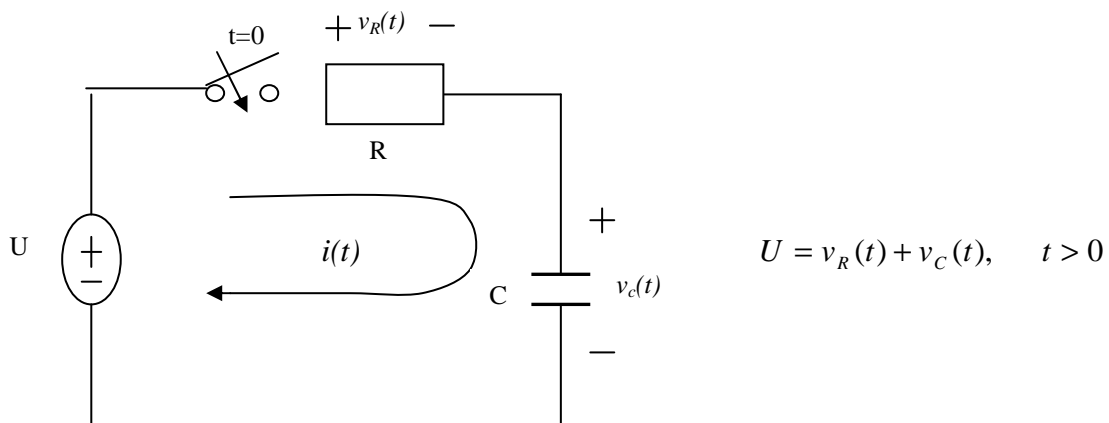 t=0
+ v_R(t) —
R
U
+
−
i(t)
C
+
v_c(t)
—
U = v_R(t) + v_C(t),   t > 0